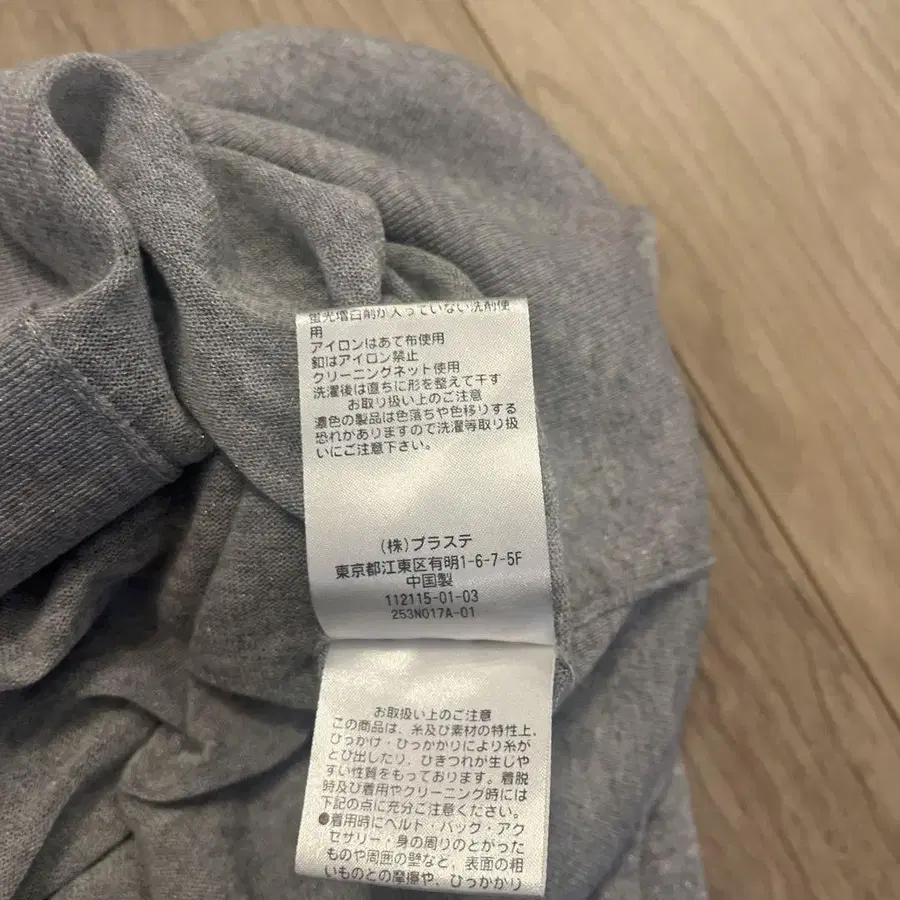 蛍光増白剤が入っていない洗剤使
用
アイロンはあて布使用
釦はアイロン禁止
クリーニングネット使用
洗濯後は直ちに形を整えて干す
お取り扱い上のご注意
濃色の製品は色落ちや色移りする
恐れがありますので洗濯等取り扱
いにご注意下さい。
(株)プラステ
東京都江東区有明1-6-7-5F
中国製
112115-01-03
253N017A-01
お取扱い上のご注意
この商品は、糸及び素材の特性上、
ひっかけ・ひっかかりにより糸が
とび出したり、ひきつれが生じや
すい性質をもっております。着脱
時及び着用やクリーニング時には
下記の点に充分ご注意ください。
●着用時にベルト・バッグ・アク
セサリー・身の周りのとがった
ものや周囲の壁など、表面の粗
いものとの摩擦や、ひっかかり